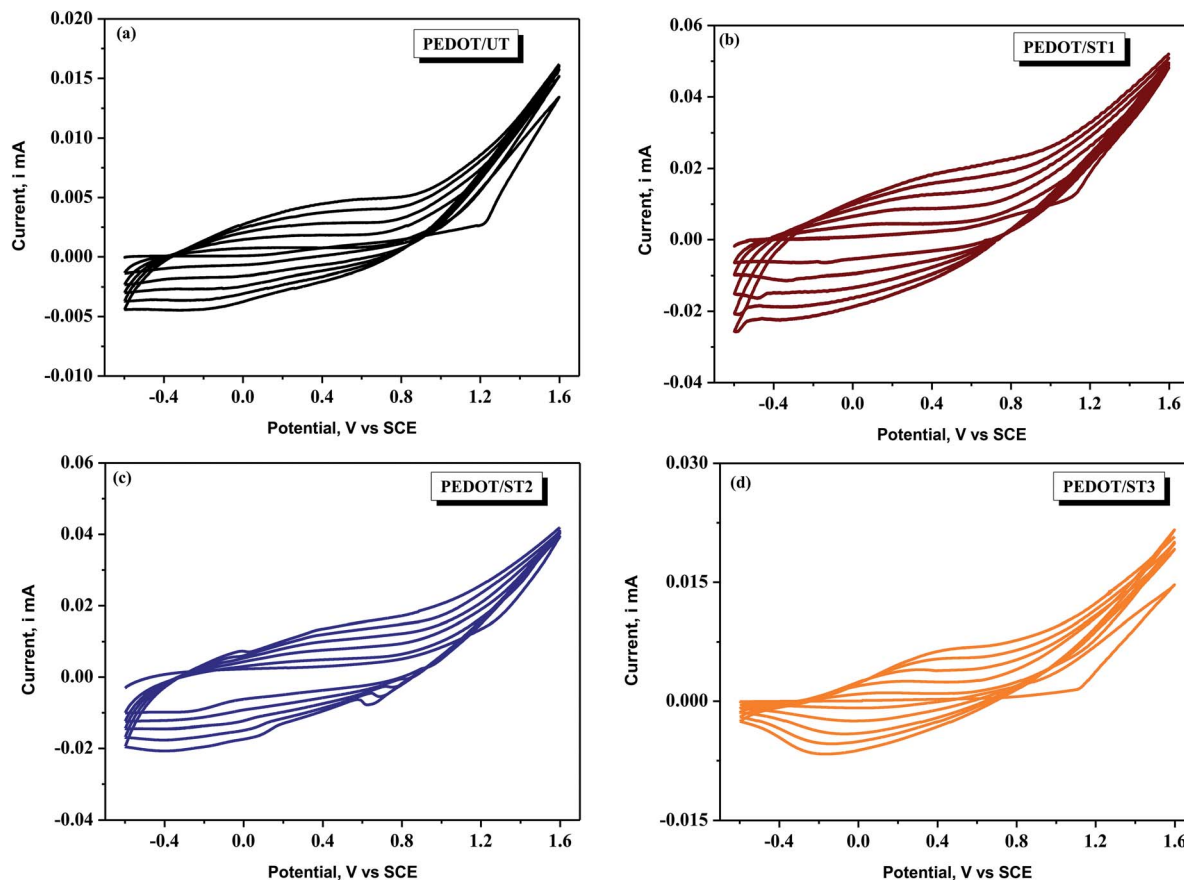 (a)
PEDOT/UT
0.020
0.015
0.010
0.005
0.000
-0.005
-0.010
Current, i mA
-0.4 0.0 0.4 0.8 1.2 1.6
Potential, V vs SCE
(b)
PEDOT/ST1
0.06
0.04
0.02
0.00
-0.02
-0.04
Current, i mA
-0.4 0.0 0.4 0.8 1.2 1.6
Potential, V vs SCE
(c)
PEDOT/ST2
0.06
0.04
0.02
0.00
-0.02
-0.04
Current, i mA
-0.4 0.0 0.4 0.8 1.2 1.6
Potential, V vs SCE
(d)
PEDOT/ST3
0.030
0.015
0.000
-0.015
Current, i mA
-0.4 0.0 0.4 0.8 1.2 1.6
Potential, V vs SCE